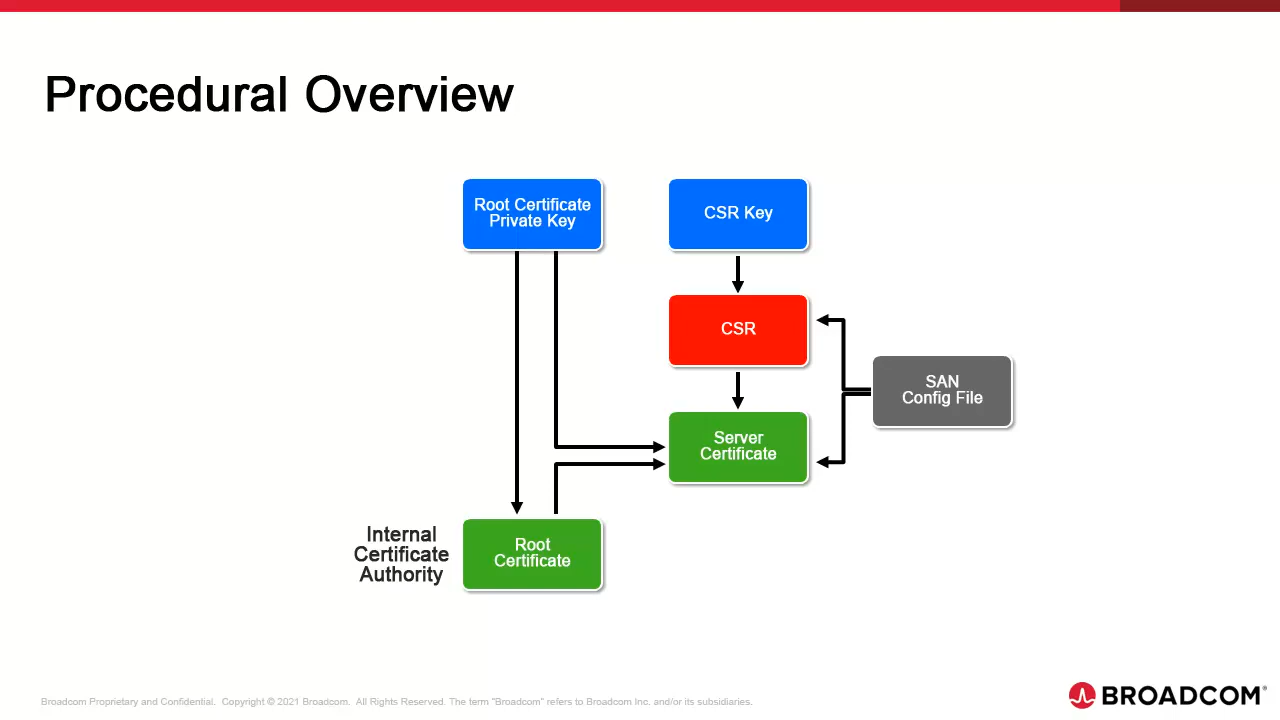 Procedural Overview
Root Certificate
Private Key
CSR Key
CSR
SAN
Config File
Server
Certificate
Internal
Certificate
Authority
Root
Certificate
Broadcom Proprietary and Confidential. Copyright © 2021 Broadcom. All Rights Reserved. The term "Broadcom" refers to Broadcom Inc. and/or its subsidiaries.
BROADCOM®